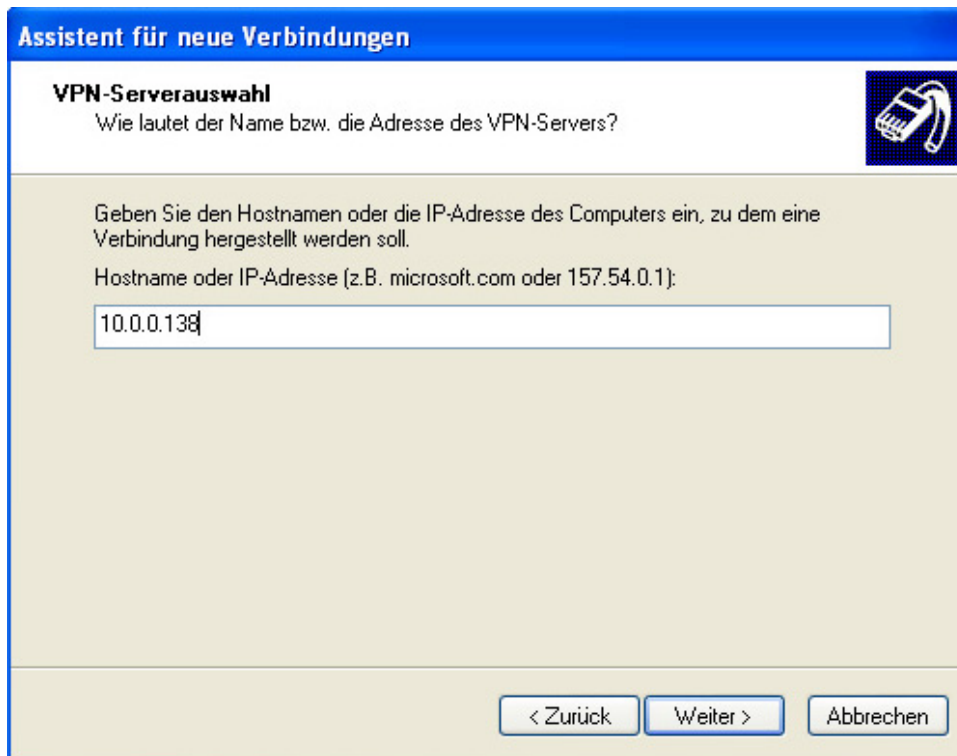 Assistent für neue Verbindungen
VPN-Serverauswahl
Wie lautet der Name bzw. die Adresse des VPN-Servers?
Geben Sie den Hostnamen oder die IP-Adresse des Computers ein, zu dem eine
Verbindung hergestellt werden soll.
Hostname oder IP-Adresse (z.B. microsoft.com oder 157.54.0.1):
10.0.0.138
< Zurück
Weiter >
Abbrechen